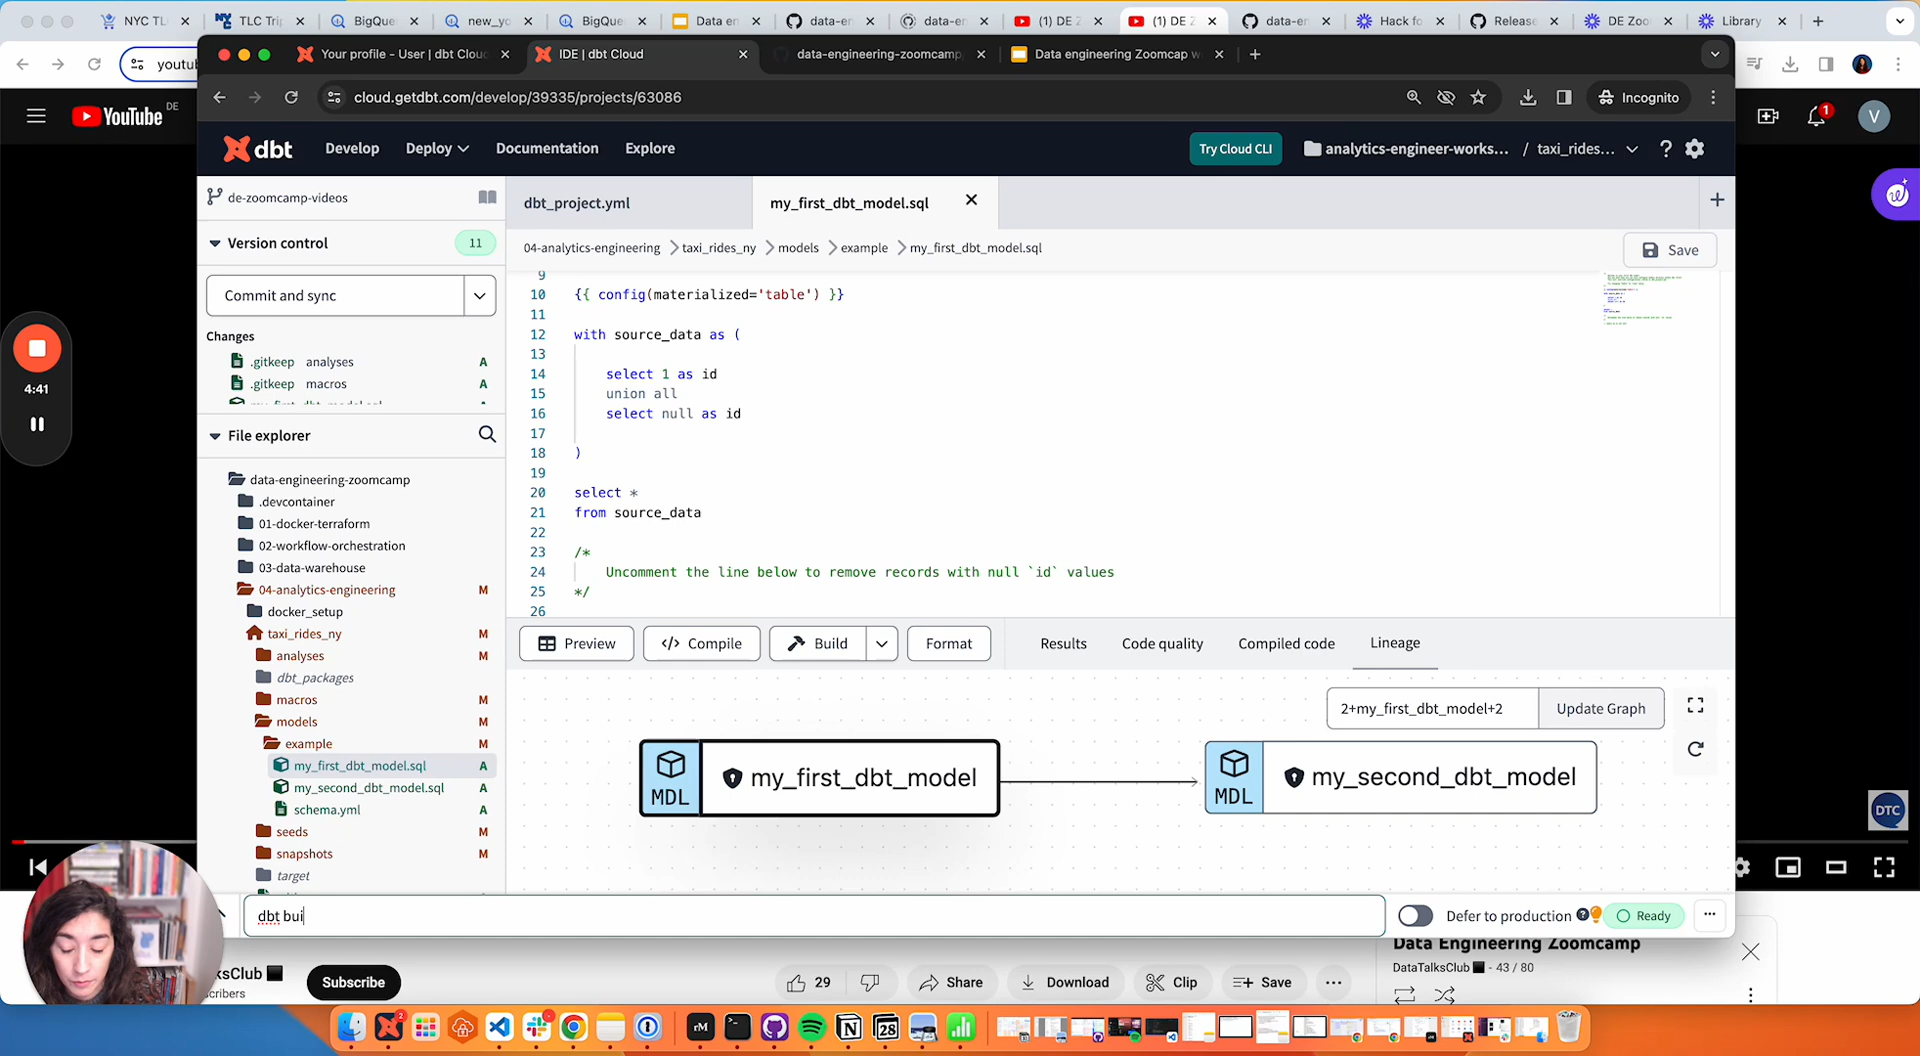 NYC TL
TLC Trip
BigQue
new_yo
BigQue
Data en
data-en
data-en
(1) DE Z
(1) DE Z
data-en
Hack fo
Release
DE Zoo
Library
Your profile - User | dbt Cloud
IDE | dbt Cloud
data-engineering-zoomcamp
Data engineering Zoomcap w
youtub
cloud.getdbt.com/develop/39335/projects/63086
Incognito
YouTube DE
1
V
dbt
Develop
Deploy
Documentation
Explore
Try Cloud CLI
analytics-engineer-works...
/ taxi_rides...
?
de-zoomcamp-videos
dbt_project.yml
my_first_dbt_model.sql
Version control
11
04-analytics-engineering
taxi_rides_ny
models
example
my_first_dbt_model.sql
Save
Commit and sync
Changes
.gitkeep analyses A
.gitkeep macros A
my_first_dbt_model.sql
4:41
File explorer
data-engineering-zoomcamp
.devcontainer
01-docker-terraform
02-workflow-orchestration
03-data-warehouse
04-analytics-engineering M
docker_setup
taxi_rides_ny M
analyses M
dbt_packages
macros M
models M
example M
my_first_dbt_model.sql A
my_second_dbt_model.sql A
schema.yml A
seeds M
snapshots M
target
9
10 {{ config(materialized='table') }}
11
12 with source_data as (
13
14 select 1 as id
15 union all
16 select null as id
17
18 )
19
20 select *
21 from source_data
22
23 /*
24 Uncomment the line below to remove records with null `id` values
25 */
26
Preview
Compile
Build
Format
Results
Code quality
Compiled code
Lineage
2+my_first_dbt_model+2
Update Graph
MDL
my_first_dbt_model
MDL
my_second_dbt_model
DTC
dbt bui
Defer to production
?
Ready
...
Data Engineering Zoomcamp
DataTalksClub - 43 / 80
ksClub
cribers
Subscribe
29
Share
Download
Clip
Save
2
rM
N
28